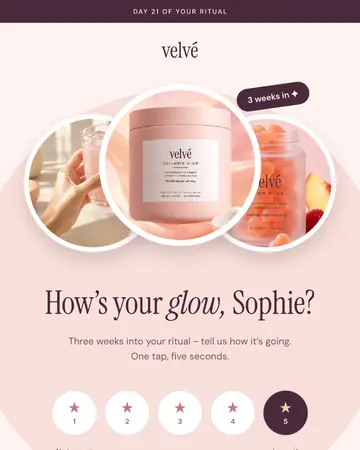 DAY 21 OF YOUR RITUAL
velvé
3 weeks in
velvé
COLLAGEN GLOW
velvé
How's your glow, Sophie?
Three weeks into your ritual – tell us how it's going.
One tap, five seconds.
1 2 3 4 5